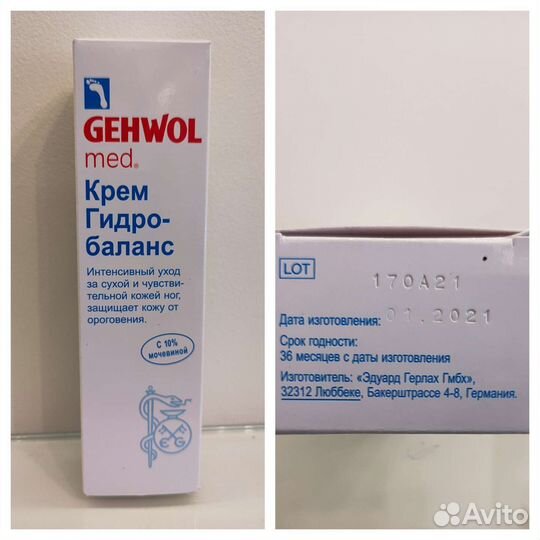 GEHWOL
med®
Крем
Гидро-
баланс
Интенсивный уход
за сухой и чувстви-
тельной кожей ног,
защищает кожу от
ороговения.
С 10%
мочевиной
E G
LOT
170A21
Дата изготовления: 01.2021
Срок годности:
36 месяцев с даты изготовления
Изготовитель: «Эдуард Герлах Гмбх»,
32312 Люббеке, Бакерштрассе 4-8, Германия.
Avito